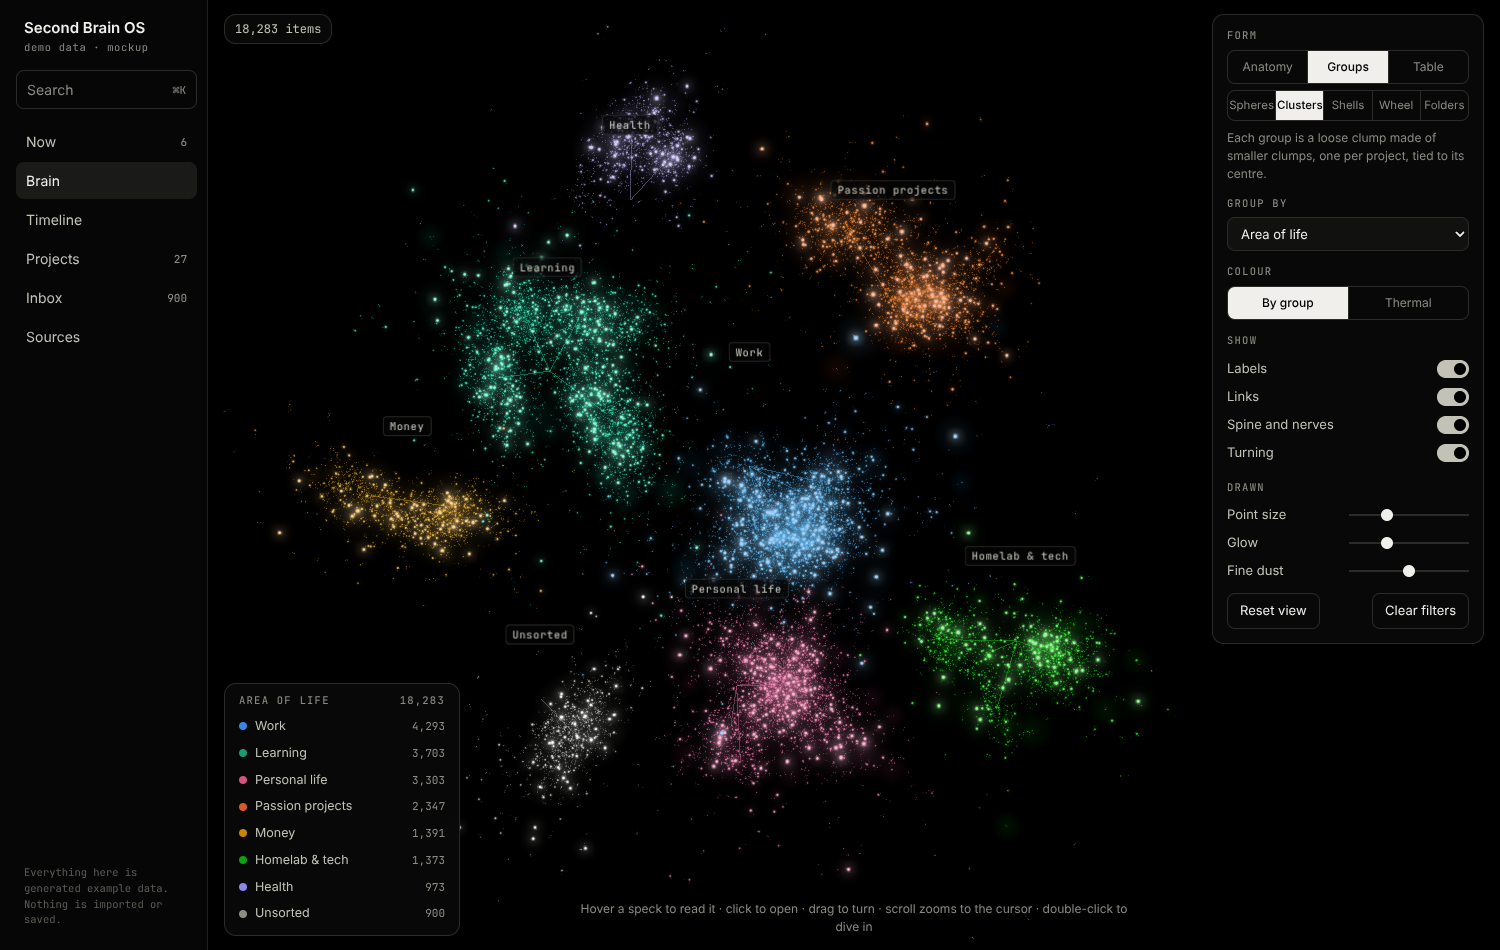 Second Brain OS
demo data · mockup
Search ⌘K
Now 6
Brain
Timeline
Projects 27
Inbox 900
Sources
Everything here is
generated example data.
Nothing is imported or
saved.
18,283 items
Health
Passion projects
Learning
Work
Money
Homelab & tech
Personal life
Unsorted
AREA OF LIFE 18,283
Work 4,293
Learning 3,703
Personal life 3,303
Passion projects 2,347
Money 1,391
Homelab & tech 1,373
Health 973
Unsorted 900
Hover a speck to read it · click to open · drag to turn · scroll zooms to the cursor · double-click to
dive in
FORM
Anatomy Groups Table
Spheres Clusters Shells Wheel Folders
Each group is a loose clump made of
smaller clumps, one per project, tied to its
centre.
GROUP BY
Area of life
COLOUR
By group Thermal
SHOW
Labels
Links
Spine and nerves
Turning
DRAWN
Point size
Glow
Fine dust
Reset view Clear filters